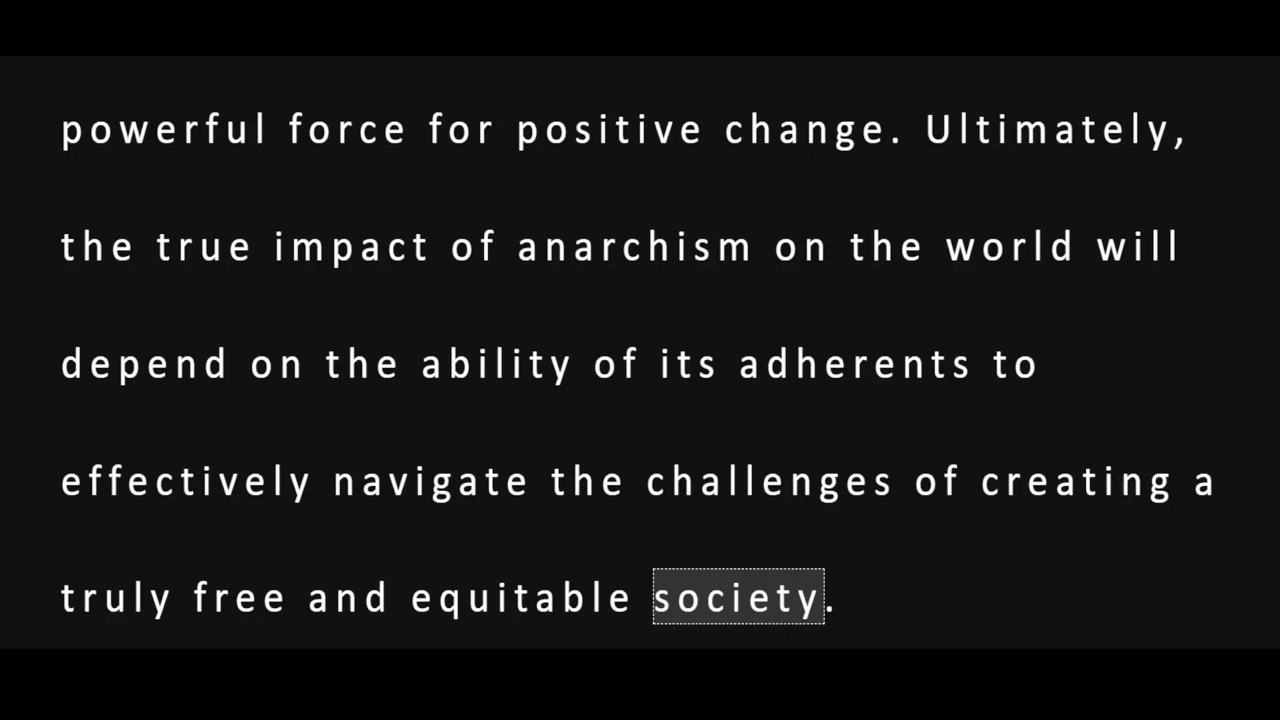 powerful force for positive change. Ultimately,
the true impact of anarchism on the world will
depend on the ability of its adherents to
effectively navigate the challenges of creating a
truly free and equitable society.